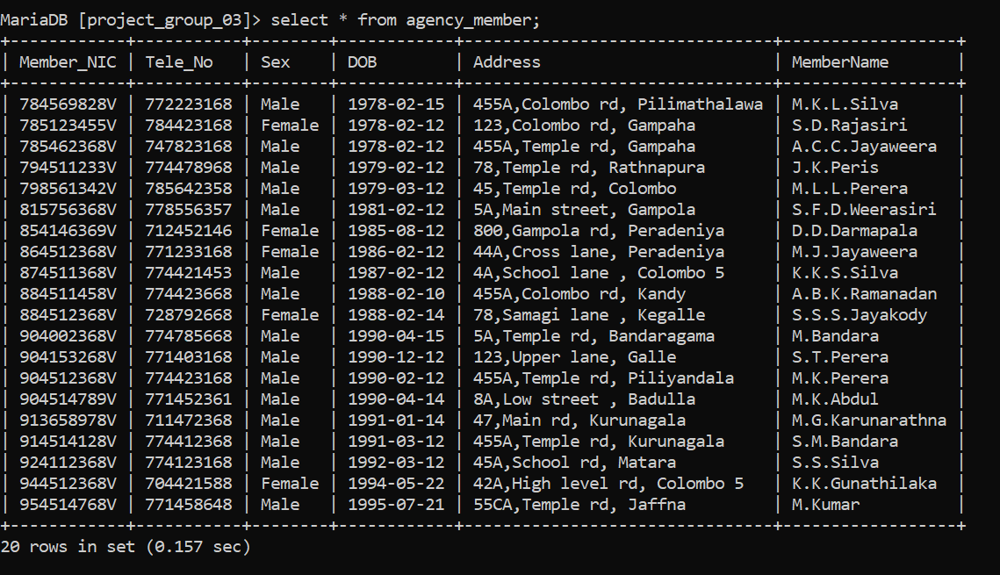 MariaDB [project_group_03]> select * from agency_member;
+------------+-----------+--------+------------+--------------------------------+------------------+
| Member_NIC | Tele_No   | Sex    | DOB        | Address                        | MemberName       |
+------------+-----------+--------+------------+--------------------------------+------------------+
| 784569828V | 772223168 | Male   | 1978-02-15 | 455A,Colombo rd, Pilimathalawa | M.K.L.Silva      |
| 785123455V | 784423168 | Female | 1978-02-12 | 123,Colombo rd, Gampaha        | S.D.Rajasiri     |
| 785462368V | 747823168 | Male   | 1978-02-12 | 455A,Temple rd, Gampaha        | A.C.C.Jayaweera  |
| 794511233V | 774478968 | Male   | 1979-02-12 | 78,Temple rd, Rathnapura       | J.K.Peris        |
| 798561342V | 785642358 | Male   | 1979-03-12 | 45,Temple rd, Colombo          | M.L.L.Perera     |
| 815756368V | 778556357 | Male   | 1981-02-12 | 5A,Main street, Gampola        | S.F.D.Weerasiri  |
| 854146369V | 712452146 | Female | 1985-08-12 | 800,Gampola rd, Peradeniya     | D.D.Darmapala    |
| 864512368V | 771233168 | Female | 1986-02-12 | 44A,Cross lane, Peradeniya     | M.J.Jayaweera    |
| 874511368V | 774421453 | Male   | 1987-02-12 | 4A,School lane , Colombo 5     | K.K.S.Silva      |
| 884511458V | 774423668 | Male   | 1988-02-10 | 455A,Colombo rd, Kandy         | A.B.K.Ramanadan  |
| 884512368V | 728792668 | Female | 1988-02-14 | 78,Samagi lane , Kegalle       | S.S.S.Jayakody   |
| 904002368V | 774785668 | Male   | 1990-04-15 | 5A,Temple rd, Bandaragama      | M.Bandara        |
| 904153268V | 771403168 | Male   | 1990-12-12 | 123,Upper lane, Galle          | S.T.Perera       |
| 904512368V | 774423168 | Male   | 1990-02-12 | 455A,Temple rd, Piliyandala    | M.K.Perera       |
| 904514789V | 771452361 | Male   | 1990-04-14 | 8A,Low street , Badulla        | M.K.Abdul        |
| 913658978V | 711472368 | Male   | 1991-01-14 | 47,Main rd, Kurunagala         | M.G.Karunarathna |
| 914514128V | 774412368 | Male   | 1991-03-12 | 455A,Temple rd, Kurunagala     | S.M.Bandara      |
| 924112368V | 774123168 | Male   | 1992-03-12 | 45A,School rd, Matara          | S.S.Silva        |
| 944512368V | 704421588 | Female | 1994-05-22 | 42A,High level rd, Colombo 5   | K.K.Gunathilaka  |
| 954514768V | 771458648 | Male   | 1995-07-21 | 55CA,Temple rd, Jaffna         | M.Kumar          |
+------------+-----------+--------+------------+--------------------------------+------------------+
20 rows in set (0.157 sec)